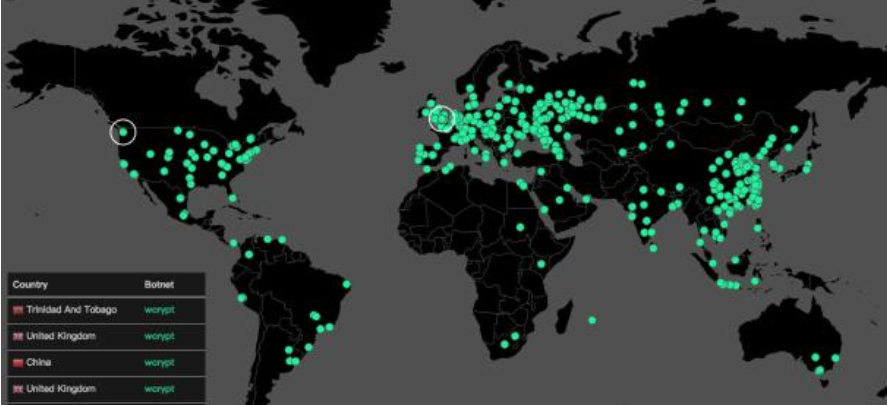 Country Botnet
Trinidad And Tobago wcrypt
United Kingdom wcrypt
China wcrypt
United Kingdom wcrypt